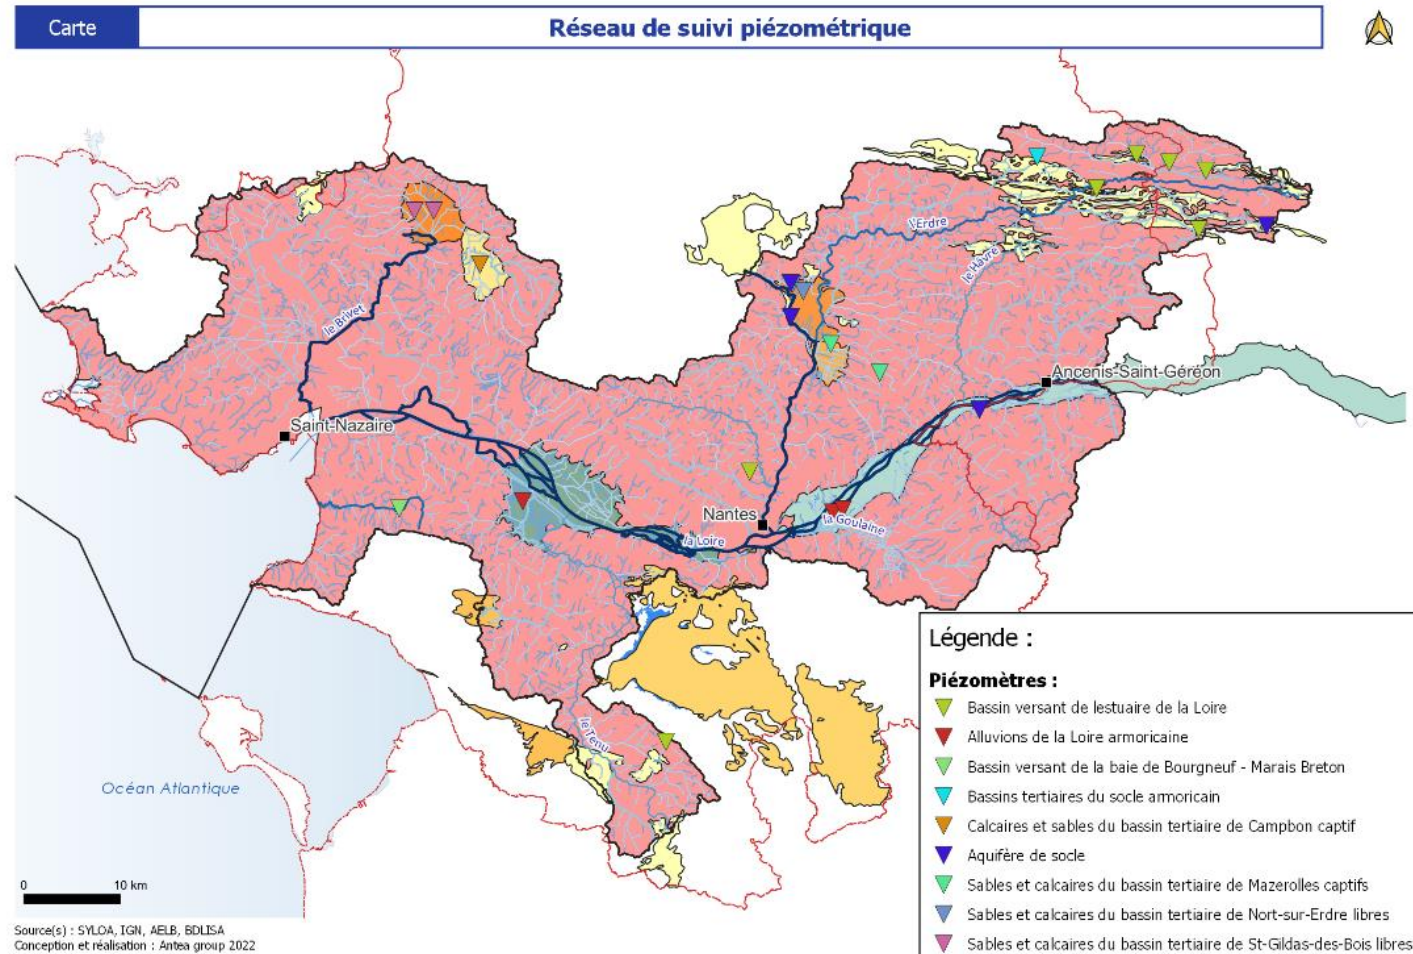 Carte
Réseau de suivi piézométrique
l'Erdre
le Hâvre
le Brivet
Ancenis-Saint-Géréon
Saint-Nazaire
Nantes
la Goulaine
la Loire
le Tenu
Océan Atlantique
0 10 km
Légende :
Piézomètres :
Bassin versant de lestuaire de la Loire
Alluvions de la Loire armoricaine
Bassin versant de la baie de Bourgneuf - Marais Breton
Bassins tertiaires du socle armoricain
Calcaires et sables du bassin tertiaire de Campbon captif
Aquifère de socle
Sables et calcaires du bassin tertiaire de Mazerolles captifs
Sables et calcaires du bassin tertiaire de Nort-sur-Erdre libres
Sables et calcaires du bassin tertiaire de St-Gildas-des-Bois libres
Source(s) : SYLOA, IGN, AELB, BDLISA
Conception et réalisation : Antea group 2022